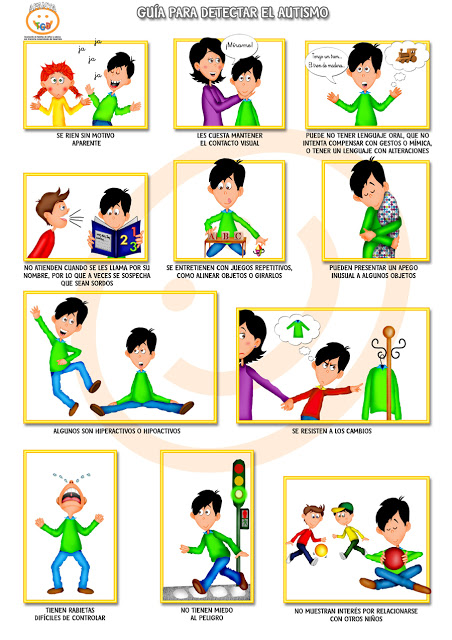 TGD
GUÍA PARA DETECTAR EL AUTISMO
ja
ja
ja
ja
SE RIEN SIN MOTIVO
APARENTE
¡Mírame!
LES CUESTA MANTENER
EL CONTACTO VISUAL
Tengo un tren...
El tren de madera...
PUEDE NO TENER LENGUAJE ORAL, QUE NO
INTENTA COMPENSAR CON GESTOS O MÍMICA,
O TENER UN LENGUAJE CON ALTERACIONES
1
2
3
NO ATIENDEN CUANDO SE LES LLAMA POR SU
NOMBRE, POR LO QUE A VECES SE SOSPECHA
QUE SEAN SORDOS
A B C
SE ENTRETIENEN CON JUEGOS REPETITIVOS,
COMO ALINEAR OBJETOS O GIRARLOS
PUEDEN PRESENTAR UN APEGO
INUSUAL A ALGUNOS OBJETOS
ALGUNOS SON HIPERACTIVOS O HIPOACTIVOS
SE RESISTEN A LOS CAMBIOS
TIENEN RABIETAS
DIFÍCILES DE CONTROLAR
NO TIENEN MIEDO
AL PELIGRO
NO MUESTRAN INTERÉS POR RELACIONARSE
CON OTROS NIÑOS